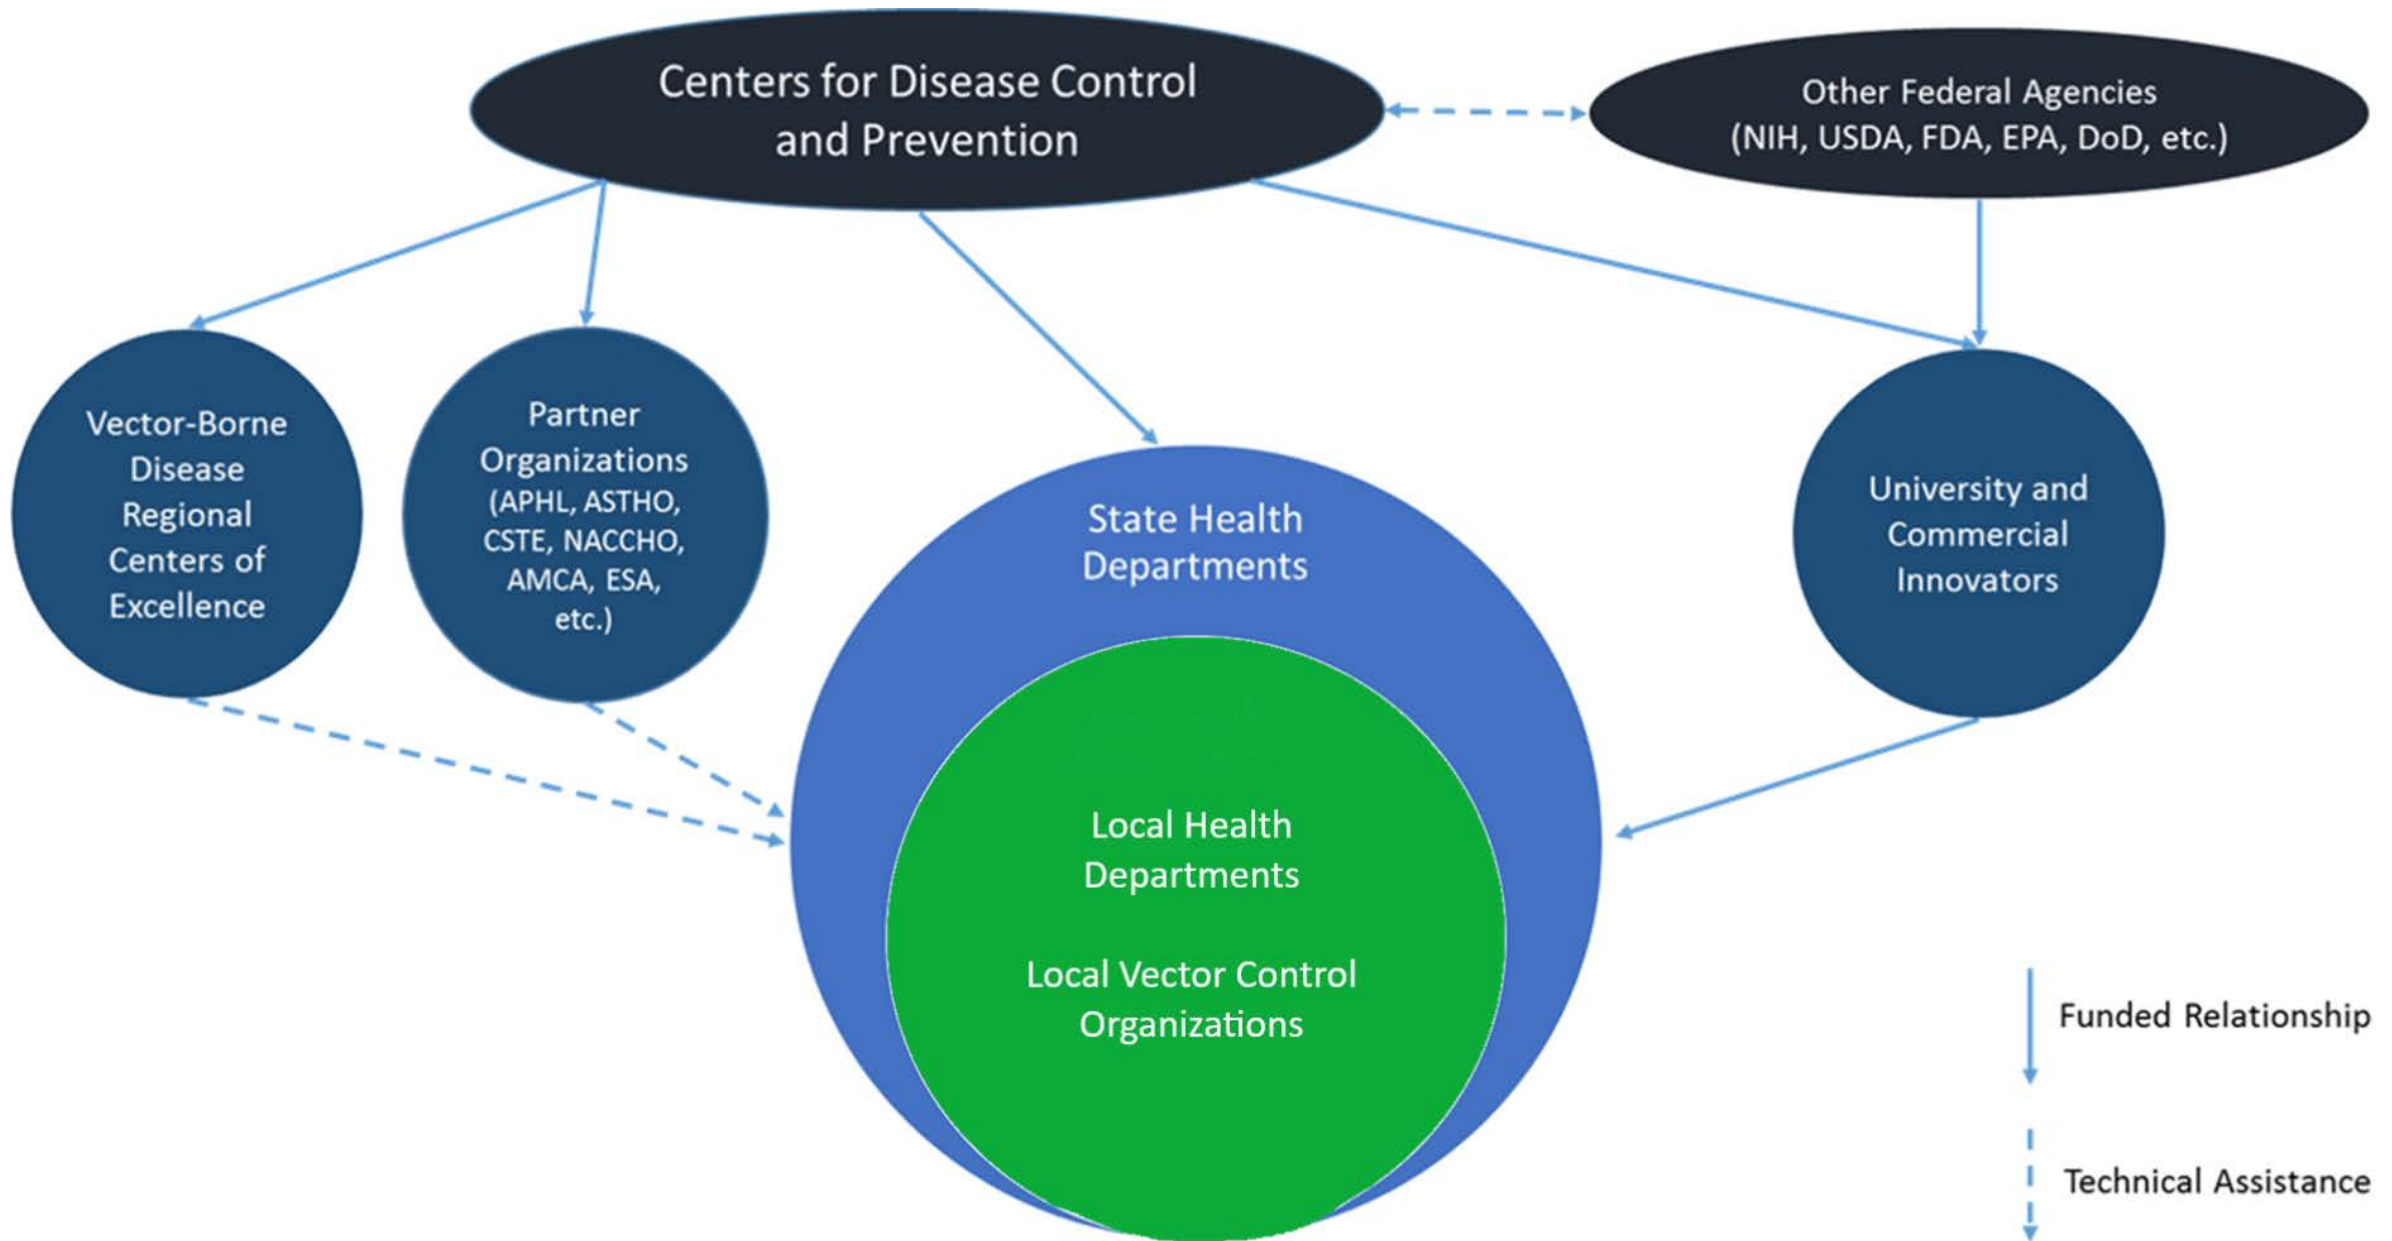 Centers for Disease Control
and Prevention
Other Federal Agencies
(NIH, USDA, FDA, EPA, DoD, etc.)
Vector-Borne
Disease
Regional
Centers of
Excellence
Partner
Organizations
(APHL, ASTHO,
CSTE, NACCHO,
AMCA, ESA,
etc.)
State Health
Departments
University and
Commercial
Innovators
Local Health
Departments
Local Vector Control
Organizations
Funded Relationship
Technical Assistance